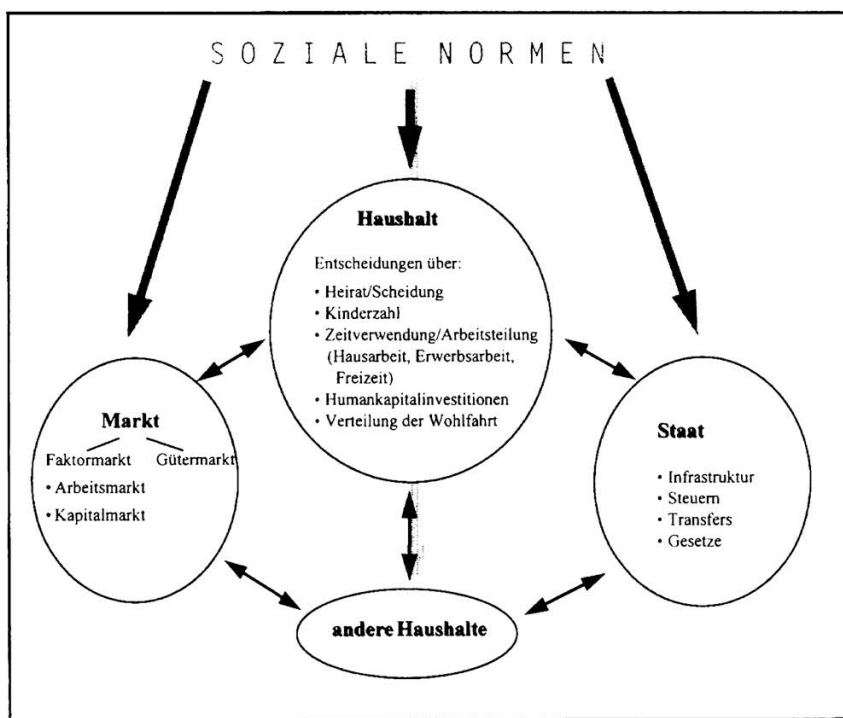 SOZIALE NORMEN
Haushalt
Entscheidungen über:
• Heirat/Scheidung
• Kinderzahl
• Zeitverwendung/Arbeitsteilung
(Hausarbeit, Erwerbsarbeit,
Freizeit)
• Humankapitalinvestitionen
• Verteilung der Wohlfahrt
Markt
Faktormarkt Gütermarkt
• Arbeitsmarkt
• Kapitalmarkt
Staat
• Infrastruktur
• Steuern
• Transfers
• Gesetze
andere Haushalte